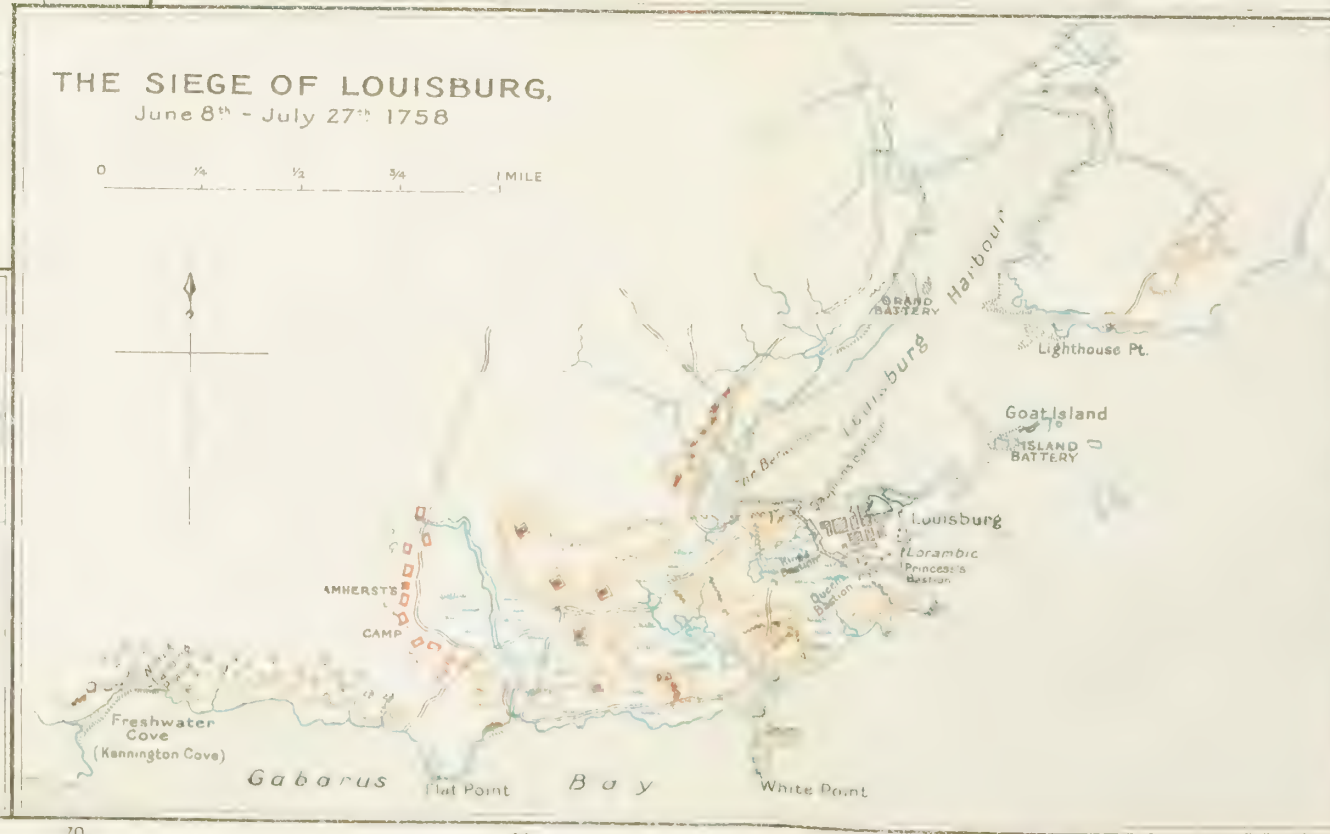 THE SIEGE OF LOUISBURG,
June 8th - July 27th 1758
0 1/4 1/2 3/4 1 MILE
GRAND
BATTERY
Louisburg Harbour
Lighthouse Pt.
Goat Island
ISLAND
BATTERY
Louisburg
Lorambic
Princess's
Bastion
Queen's
Bastion
AMHERST'S
CAMP
Freshwater
Cove
(Kennington Cove)
Gabarus Bay
Flat Point
White Point
10